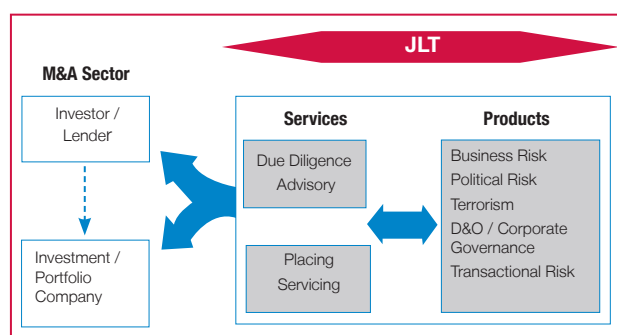 JLT
M&A Sector
Investor /
Lender
Investment /
Portfolio
Company
Services
Due Diligence
Advisory
Placing
Servicing
Products
Business Risk
Political Risk
Terrorism
D&O / Corporate
Governance
Transactional Risk